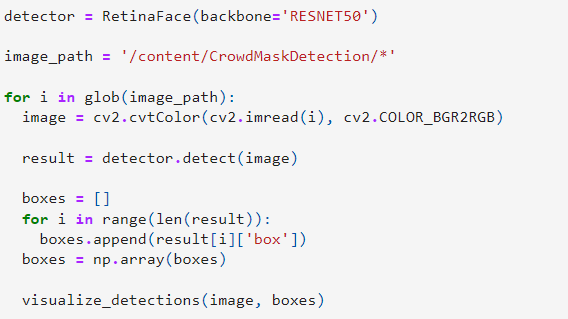 detector = RetinaFace(backbone='RESNET50')
image_path = '/content/CrowdMaskDetection/*'
for i in glob(image_path):
  image = cv2.cvtColor(cv2.imread(i), cv2.COLOR_BGR2RGB)
  result = detector.detect(image)
  boxes = []
  for i in range(len(result)):
    boxes.append(result[i]['box'])
  boxes = np.array(boxes)
  visualize_detections(image, boxes)